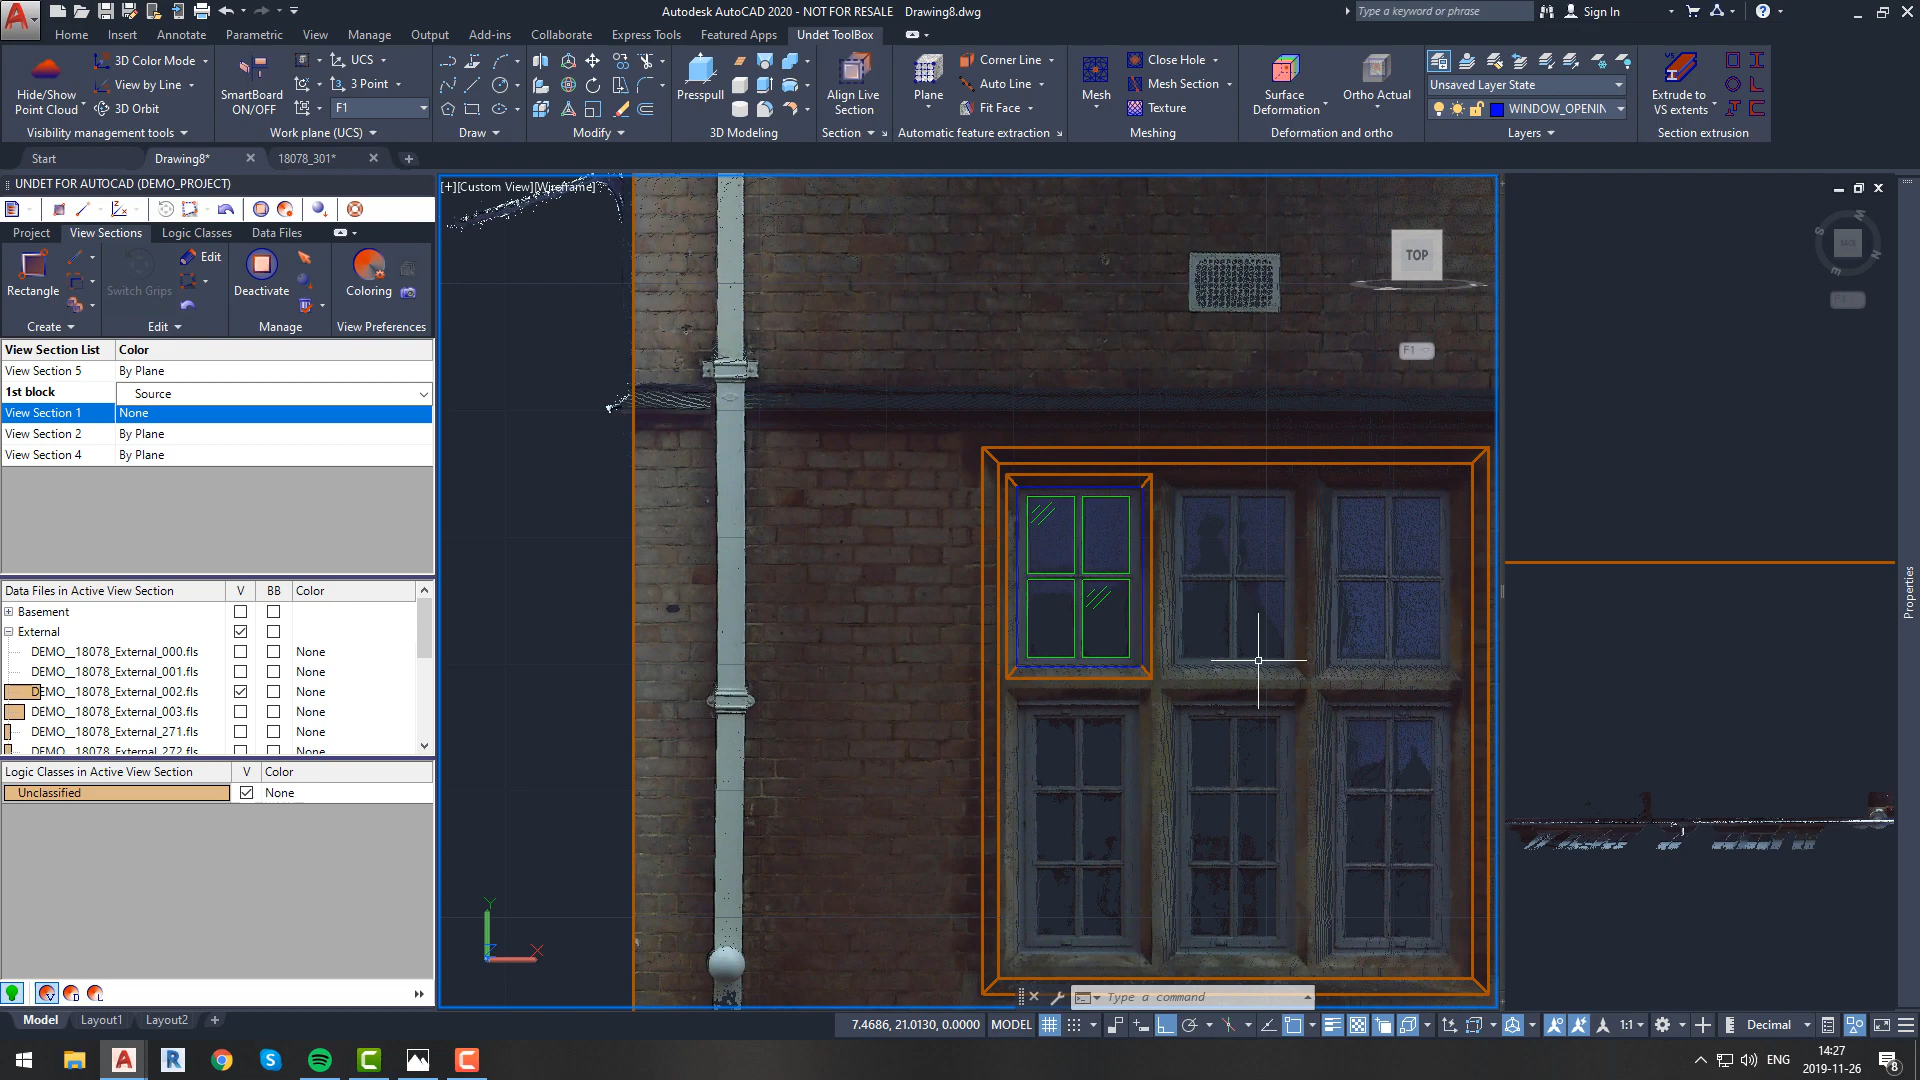 Autodesk AutoCAD 2020 - NOT FOR RESALE Drawing8.dwg
Type a keyword or phrase
Sign In
Home Insert Annotate Parametric View Manage Output Add-ins Collaborate Express Tools Featured Apps Undet ToolBox
Hide/Show
Point Cloud
3D Color Mode
View by Line
3D Orbit
Visibility management tools
SmartBoard
ON/OFF
UCS
3 Point
F1
Work plane (UCS)
Draw
Modify
Presspull
3D Modeling
Align Live
Section
Section
Plane
Corner Line
Auto Line
Fit Face
Automatic feature extraction
Mesh
Close Hole
Mesh Section
Texture
Meshing
Surface
Deformation
Ortho Actual
Deformation and ortho
Unsaved Layer State
WINDOW_OPENIN
Layers
Extrude to
VS extents
Section extrusion
Start Drawing8* 18078_301*
UNDET FOR AUTOCAD (DEMO_PROJECT)
Project View Sections Logic Classes Data Files
Rectangle
Create
Switch Grips
Edit
Edit
Deactivate
Manage
Coloring
View Preferences
View Section List Color
View Section 5 By Plane
1st block Source
View Section 1 None
View Section 2 By Plane
View Section 4 By Plane
Data Files in Active View Section V BB Color
Basement
External
DEMO__18078_External_000.fls None
DEMO__18078_External_001.fls None
DEMO__18078_External_002.fls None
DEMO__18078_External_003.fls None
DEMO__18078_External_271.fls None
DEMO__18078_External_272.fls None
Logic Classes in Active View Section V Color
Unclassified None
[+][Custom View][Wireframe]
TOP
F1
BACK
N
S
W
E
F1
Properties
Y
X
Z
Type a command
Model Layout1 Layout2
7.4686, 21.0130, 0.0000 MODEL
1:1
Decimal
ENG
14:27
2019-11-26
8